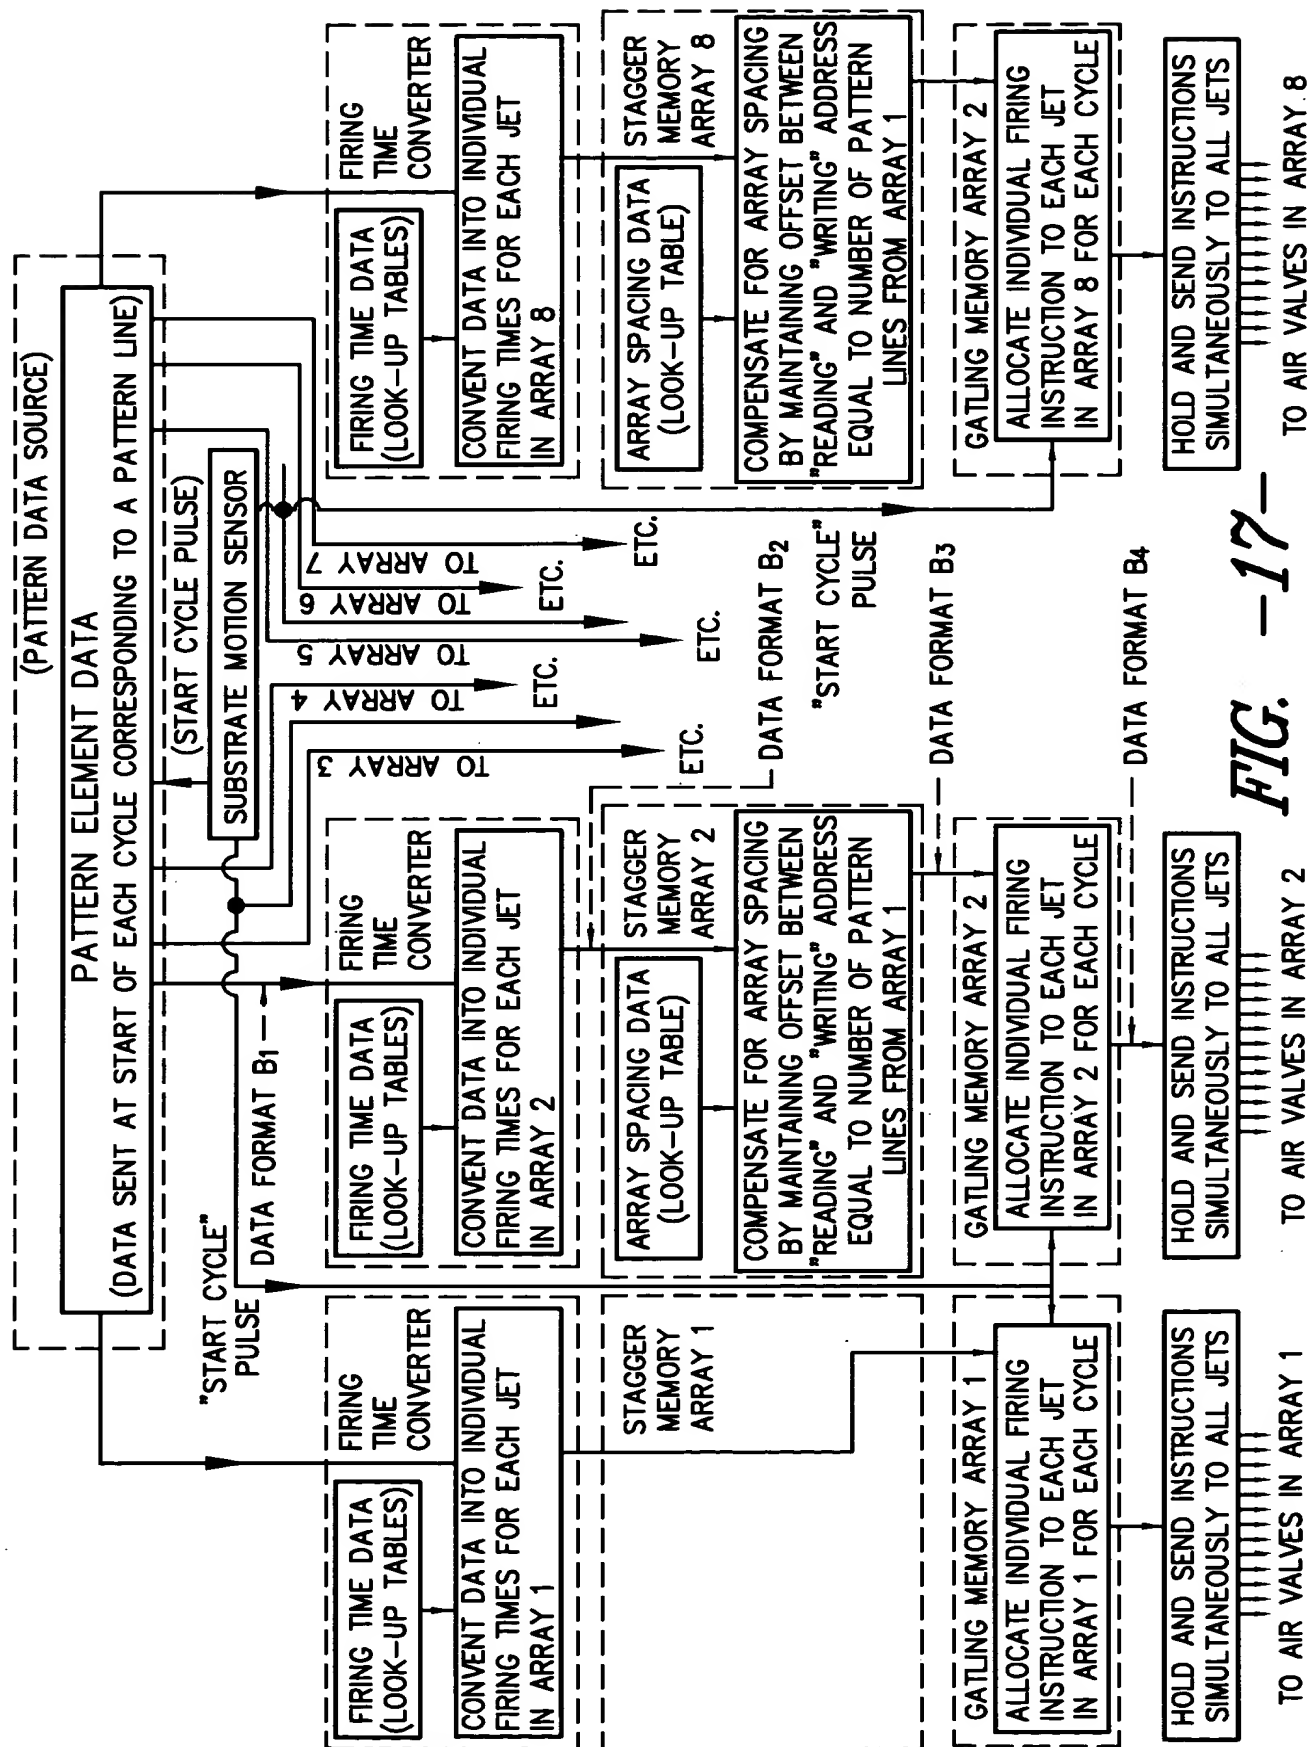 (PATTERN DATA SOURCE)
PATTERN ELEMENT DATA
(DATA SENT AT START OF EACH CYCLE CORRESPONDING TO A PATTERN LINE)
(START CYCLE PULSE)
SUBSTRATE MOTION SENSOR
"START CYCLE"
PULSE
DATA FORMAT B1
FIRING
TIME
CONVERTER
FIRING TIME DATA
(LOOK-UP TABLES)
CONVENT DATA INTO INDIVIDUAL
FIRING TIMES FOR EACH JET
IN ARRAY 1
STAGGER
MEMORY
ARRAY 1
GATLING MEMORY ARRAY 1
ALLOCATE INDIVIDUAL FIRING
INSTRUCTION TO EACH JET
IN ARRAY 1 FOR EACH CYCLE
HOLD AND SEND INSTRUCTIONS
SIMULTANEOUSLY TO ALL JETS
TO AIR VALVES IN ARRAY 1
FIRING
TIME
CONVERTER
FIRING TIME DATA
(LOOK-UP TABLES)
CONVENT DATA INTO INDIVIDUAL
FIRING TIMES FOR EACH JET
IN ARRAY 2
STAGGER
MEMORY
ARRAY 2
ARRAY SPACING DATA
(LOOK-UP TABLE)
COMPENSATE FOR ARRAY SPACING
BY MAINTAINING OFFSET BETWEEN
"READING" AND "WRITING" ADDRESS
EQUAL TO NUMBER OF PATTERN
LINES FROM ARRAY 1
GATLING MEMORY ARRAY 2
ALLOCATE INDIVIDUAL FIRING
INSTRUCTION TO EACH JET
IN ARRAY 2 FOR EACH CYCLE
HOLD AND SEND INSTRUCTIONS
SIMULTANEOUSLY TO ALL JETS
TO AIR VALVES IN ARRAY 2
TO ARRAY 3
ETC.
TO ARRAY 4
ETC.
TO ARRAY 5
ETC.
TO ARRAY 6
ETC.
TO ARRAY 7
ETC.
DATA FORMAT B2
"START CYCLE"
PULSE
DATA FORMAT B3
DATA FORMAT B4
FIRING
TIME
CONVERTER
FIRING TIME DATA
(LOOK-UP TABLES)
CONVENT DATA INTO INDIVIDUAL
FIRING TIMES FOR EACH JET
IN ARRAY 8
STAGGER
MEMORY
ARRAY 8
ARRAY SPACING DATA
(LOOK-UP TABLE)
COMPENSATE FOR ARRAY SPACING
BY MAINTAINING OFFSET BETWEEN
"READING" AND "WRITING" ADDRESS
EQUAL TO NUMBER OF PATTERN
LINES FROM ARRAY 1
GATLING MEMORY ARRAY 2
ALLOCATE INDIVIDUAL FIRING
INSTRUCTION TO EACH JET
IN ARRAY 8 FOR EACH CYCLE
HOLD AND SEND INSTRUCTIONS
SIMULTANEOUSLY TO ALL JETS
TO AIR VALVES IN ARRAY 8
FIG. -17-